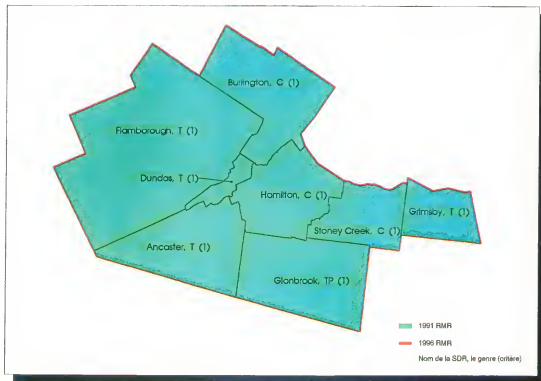 Burlington, C (1)
Flamborough, T (1)
Dundas, T (1)
Hamilton, C (1)
Grimsby, T (1)
Stoney Creek, C (1)
Ancaster, T (1)
Glanbrook, TP (1)
1991 RMR
1996 RMR
Nom de la SDR, le genre (critère)